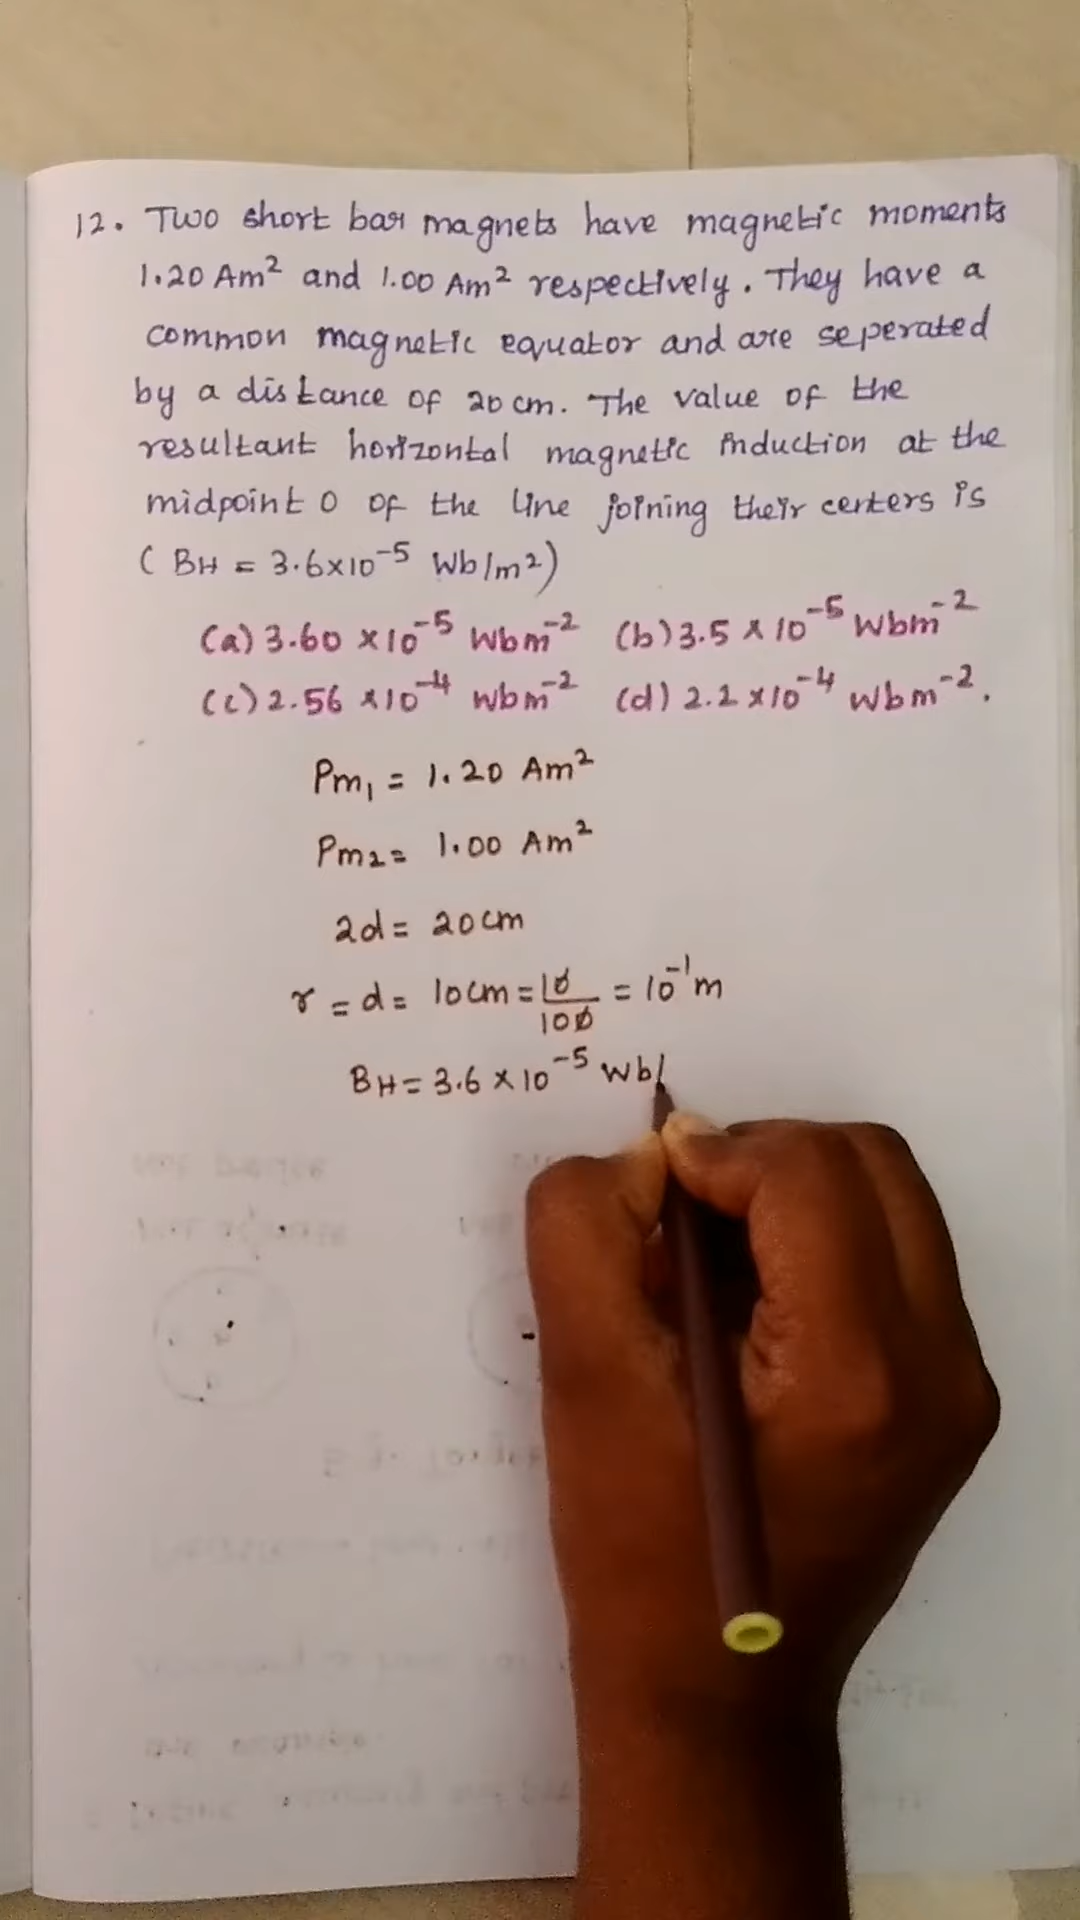 12. Two short bar magnets have magnetic moments
1.20 Am² and 1.00 Am² respectively. They have a
common magnetic equator and are seperated
by a distance of 20 cm. The value of the
resultant horizontal magnetic induction at the
midpoint O of the line joining their centers is
( BH = 3.6×10⁻⁵ Wb/m²)
(a) 3.60 ×10⁻⁵ Wbm⁻² (b) 3.5 × 10⁻⁵ Wbm⁻²
(c) 2.56 ×10⁻⁴ Wbm⁻² (d) 2.2 ×10⁻⁴ Wbm⁻².
Pm₁ = 1.20 Am²
Pm₂ = 1.00 Am²
2d = 20cm
r = d = 10cm = 10/100 = 10⁻¹m
BH = 3.6 × 10⁻⁵ Wb/